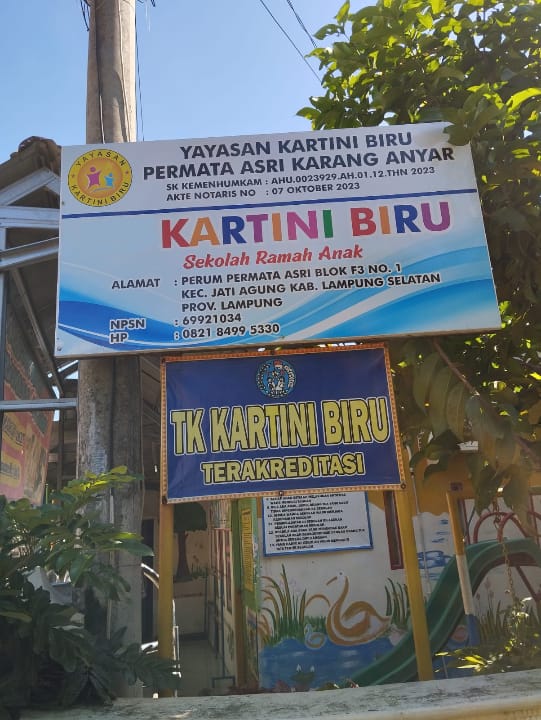 YAYASAN
KARTINI BIRU
YAYASAN KARTINI BIRU
PERMATA ASRI KARANG ANYAR
SK KEMENHUMKAM : AHU.0023929.AH.01.12.THN 2023
AKTE NOTARIS NO : 07 OKTOBER 2023
KARTINI BIRU
Sekolah Ramah Anak
ALAMAT : PERUM PERMATA ASRI BLOK F3 NO. 1
KEC. JATI AGUNG KAB. LAMPUNG SELATAN
PROV. LAMPUNG
NPSN : 69921034
HP : 0821 8499 5330
TK KARTINI BIRU
TERAKREDITASI